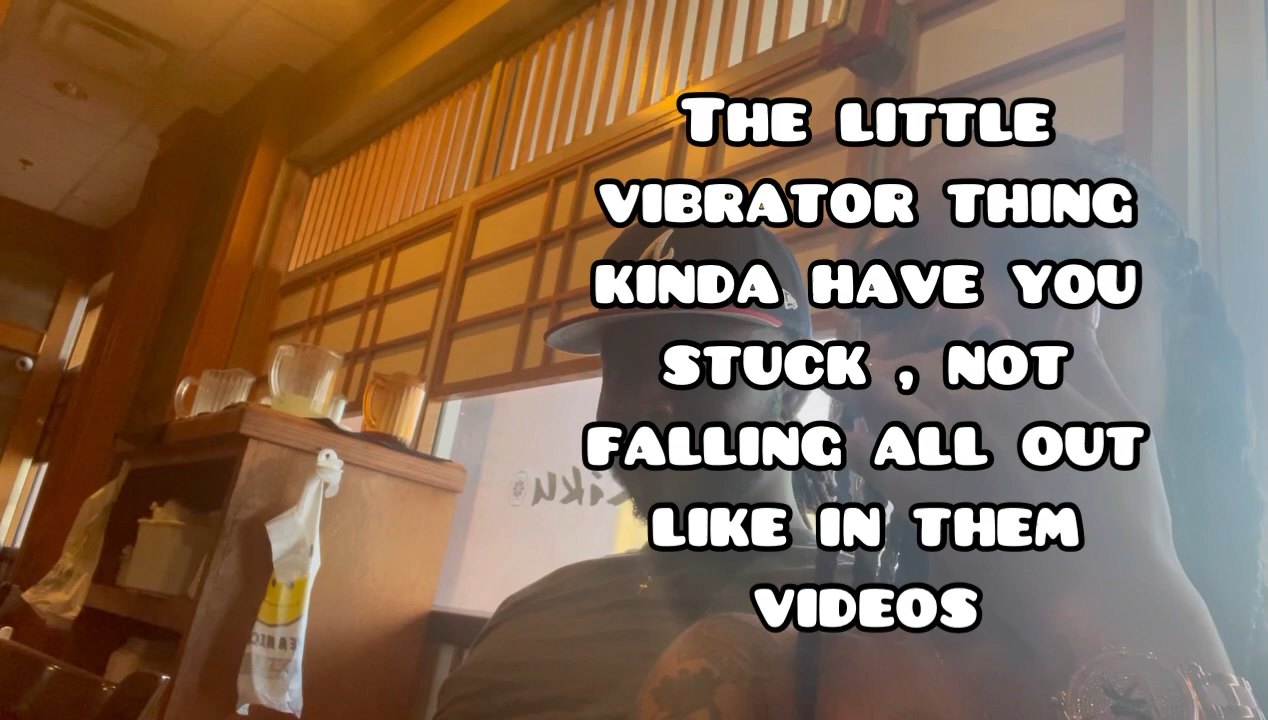 The little
vibrator thing
kinda have you
stuck , not
falling all out
like in them
videos